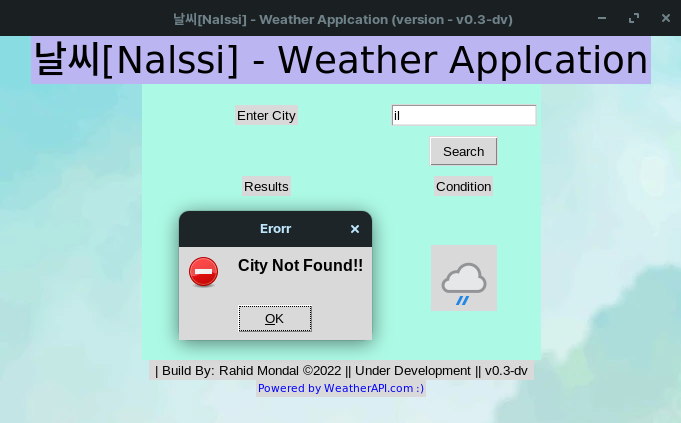 날씨[Nalssi] - Weather Applcation (version - v0.3-dv)
날씨[Nalssi] - Weather Applcation
Enter City
il
Search
Results
Condition
Erorr
City Not Found!!
OK
| Build By: Rahid Mondal ©2022 || Under Development || v0.3-dv
Powered by WeatherAPI.com :)